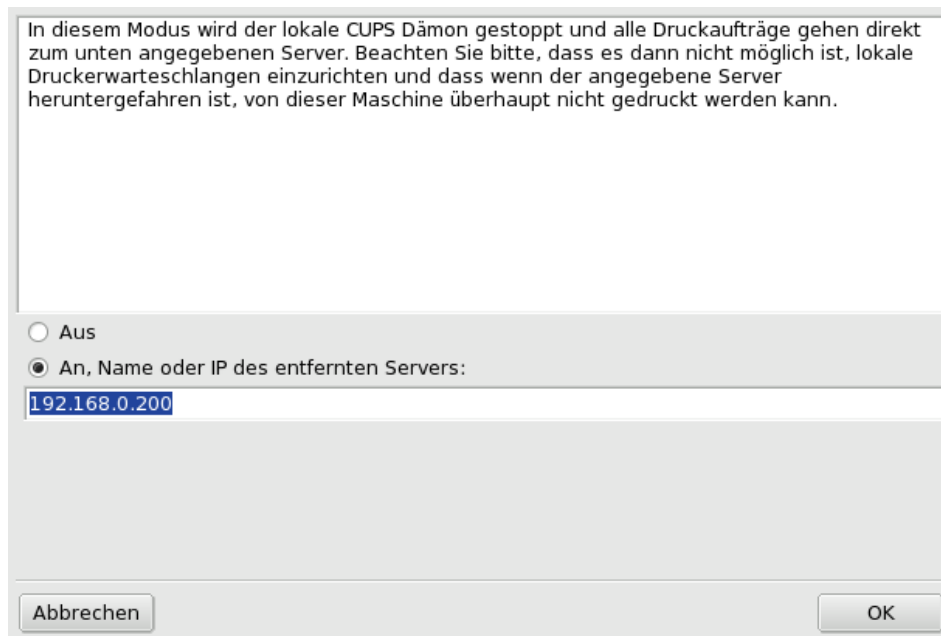 In diesem Modus wird der lokale CUPS Dämon gestoppt und alle Druckaufträge gehen direkt
zum unten angegebenen Server. Beachten Sie bitte, dass es dann nicht möglich ist, lokale
Druckerwarteschlangen einzurichten und dass wenn der angegebene Server
heruntergefahren ist, von dieser Maschine überhaupt nicht gedruckt werden kann.
Aus
An, Name oder IP des entfernten Servers:
192.168.0.200
Abbrechen
OK